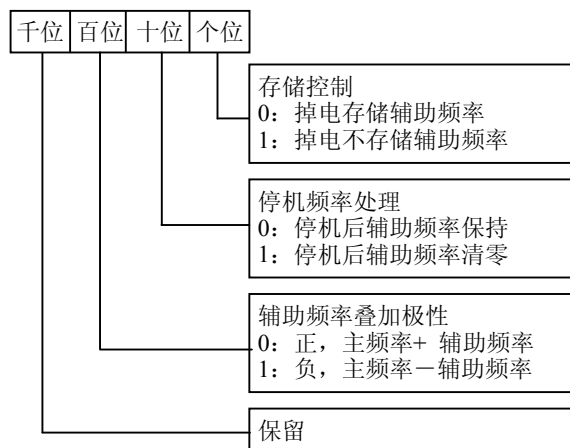 千位 百位 十位 个位
存储控制
0：掉电存储辅助频率
1：掉电不存储辅助频率
停机频率处理
0：停机后辅助频率保持
1：停机后辅助频率清零
辅助频率叠加极性
0：正，主频率+ 辅助频率
1：负，主频率－辅助频率
保留